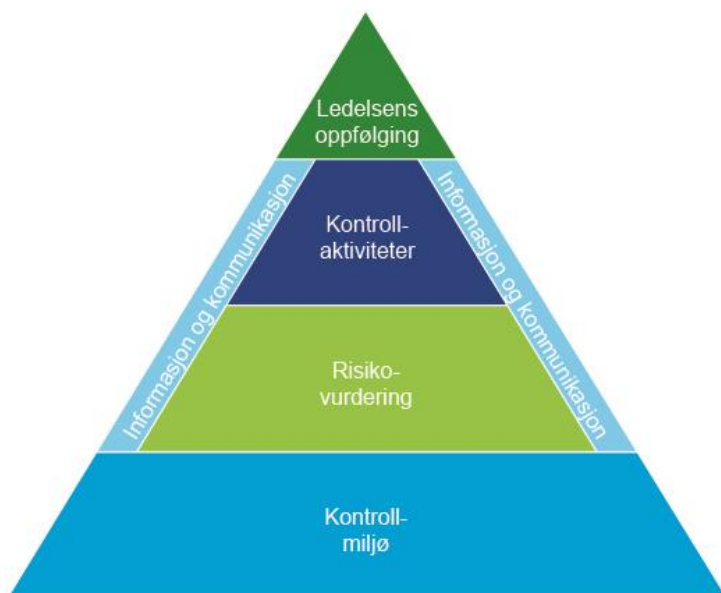 Ledelsens
oppfølging
Informasjon og kommunikasjon
Informasjon og kommunikasjon
Kontroll-
aktiviteter
Risiko-
vurdering
Kontroll-
miljø